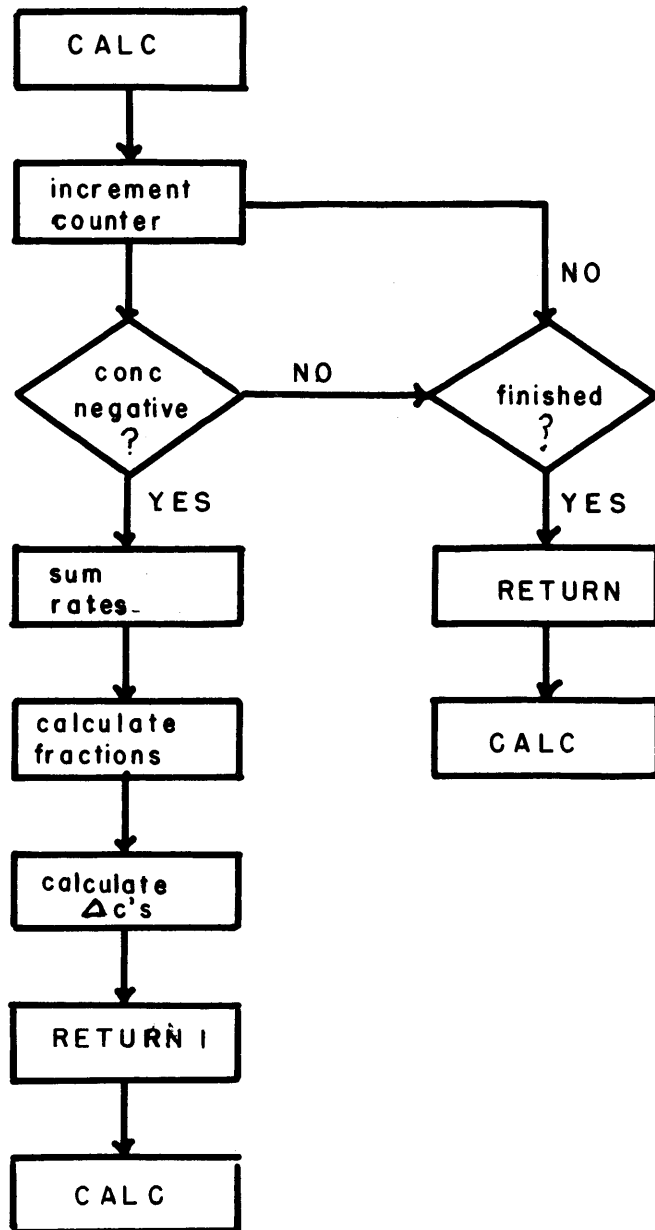 CALC
increment
counter
NO
conc
negative
?
NO
finished
?
YES
YES
sum
rates
RETURN
calculate
fractions
CALC
calculate
Δc's
RETURN 1
CALC